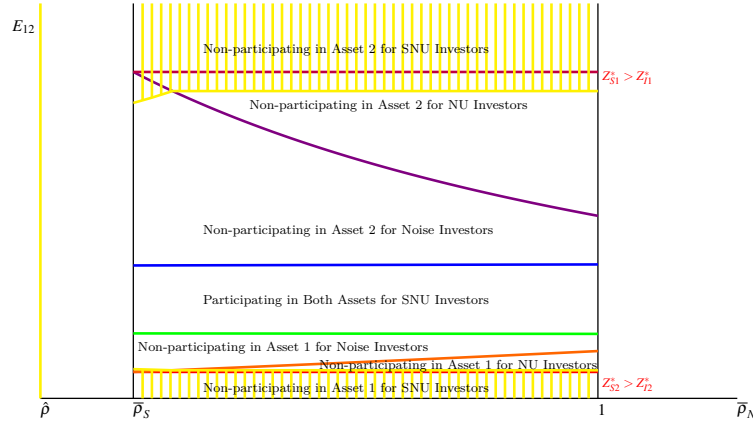 E₁₂
Non-participating in Asset 2 for SNU Investors
Z*_{S1} > Z*_{I1}
Non-participating in Asset 2 for NU Investors
Non-participating in Asset 2 for Noise Investors
Participating in Both Assets for SNU Investors
Non-participating in Asset 1 for Noise Investors
Non-participating in Asset 1 for NU Investors
Z*_{S2} > Z*_{I2}
Non-participating in Asset 1 for SNU Investors
ρ̂ ρ̅_S 1 ρ̅_N